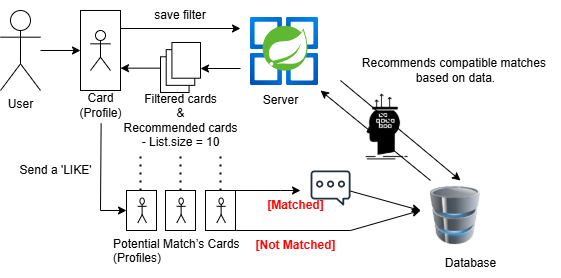 save filter
Recommends compatible matches
based on data.
User
Card
(Profile)
Filtered cards
&
Recommended cards
- List.size = 10
Server
Send a 'LIKE'
[Matched]
[Not Matched]
Potential Match's Cards
(Profiles)
Database